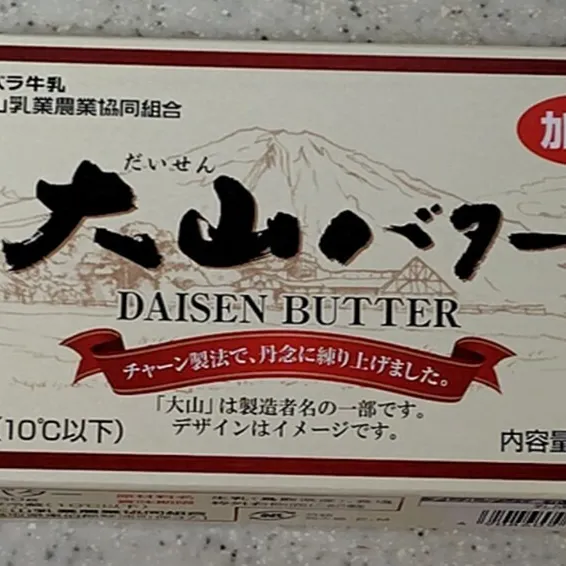 バラ牛乳
山乳業農業協同組合
加
だいせん
大山バター
DAISEN BUTTER
チャーン製法で、丹念に練り上げました。
「大山」は製造者名の一部です。
デザインはイメージです。
(10℃以下)
内容量